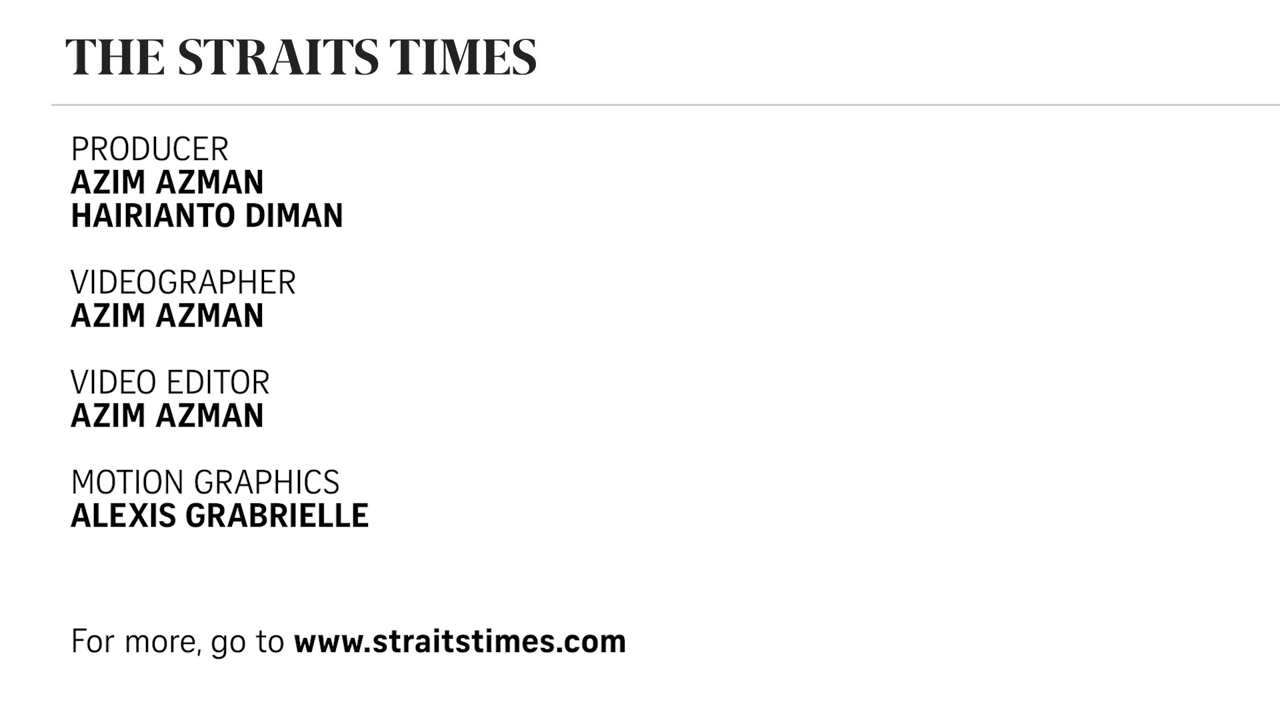 THE STRAITS TIMES
PRODUCER
AZIM AZMAN
HAIRIANTO DIMAN
VIDEOGRAPHER
AZIM AZMAN
VIDEO EDITOR
AZIM AZMAN
MOTION GRAPHICS
ALEXIS GRABRIELLE
For more, go to www.straitstimes.com